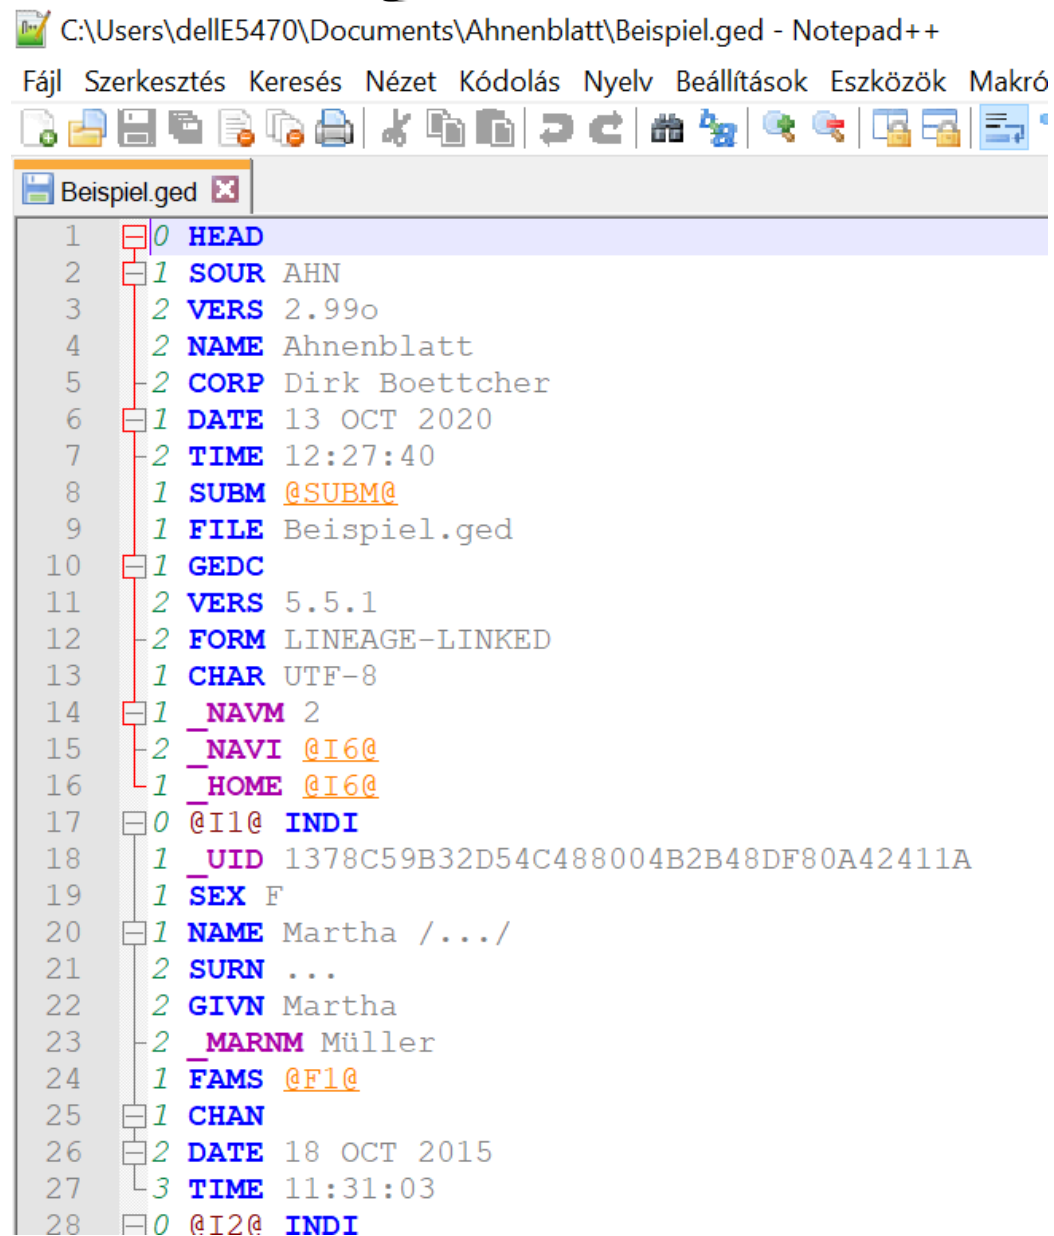 C:\Users\dellE5470\Documents\Ahnenblatt\Beispiel.ged - Notepad++
Fájl Szerkesztés Keresés Nézet Kódolás Nyelv Beállítások Eszközök Makró
Beispiel.ged
1 0 HEAD
2 1 SOUR AHN
3 2 VERS 2.99o
4 2 NAME Ahnenblatt
5 2 CORP Dirk Boettcher
6 1 DATE 13 OCT 2020
7 2 TIME 12:27:40
8 1 SUBM @SUBM@
9 1 FILE Beispiel.ged
10 1 GEDC
11 2 VERS 5.5.1
12 2 FORM LINEAGE-LINKED
13 1 CHAR UTF-8
14 1 _NAVM 2
15 2 _NAVI @I6@
16 1 _HOME @I6@
17 0 @I1@ INDI
18 1 _UID 1378C59B32D54C488004B2B48DF80A42411A
19 1 SEX F
20 1 NAME Martha /.../
21 2 SURN ...
22 2 GIVN Martha
23 2 _MARNM Müller
24 1 FAMS @F1@
25 1 CHAN
26 2 DATE 18 OCT 2015
27 3 TIME 11:31:03
28 0 @I2@ INDI